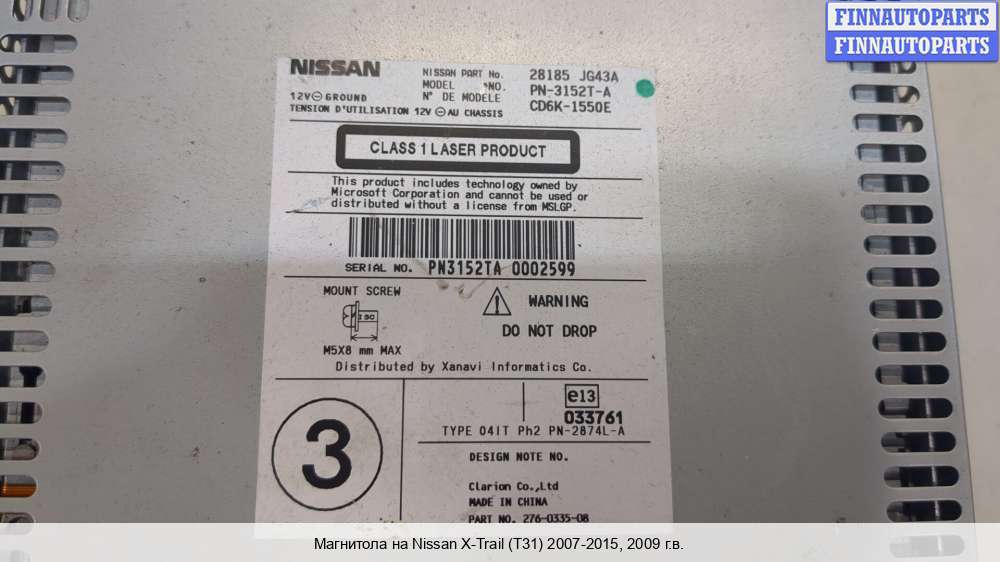 FINNAUTOPARTS
FINNAUTOPARTS
NISSAN
NISSAN PART No. 28185 JG43A
MODEL NO. PN-3152T-A
N° DE MODÈLE CD6K-1550E
12V⊖GROUND
TENSION D'UTILISATION 12V ⊖AU CHASSIS
CLASS 1 LASER PRODUCT
This product includes technology owned by
Microsoft Corporation and cannot be used or
distributed without a license from MSLGP.
SERIAL NO. PN3152TA 0002599
MOUNT SCREW
ISO
M5X8 mm MAX
WARNING
DO NOT DROP
Distributed by Xanavi Informatics Co.
3
e13
033761
TYPE 04IT Ph2 PN-2874L-A
DESIGN NOTE NO.
Clarion Co.,Ltd
MADE IN CHINA
PART NO. 276-0335-08
Магнитола на Nissan X-Trail (T31) 2007-2015, 2009 г.в.